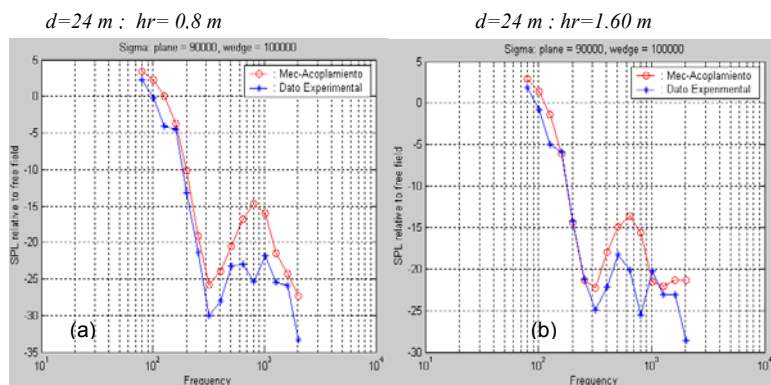 d=24 m ; hr= 0,8 m
d=24 m ; hr=1.60 m
Sigma: plane = 90000, wedge = 100000
: Mec-Acoplamiento
: Dato Experimental
SPL relative to free field
5
0
-5
-10
-15
-20
-25
-30
-35
10^1
10^2
10^3
10^4
Frequency
(a)
Sigma: plane = 90000, wedge = 100000
: Mec-Acoplamiento
: Dato Experimental
SPL relative to free field
5
0
-5
-10
-15
-20
-25
-30
10^1
10^2
10^3
10^4
Frequency
(b)